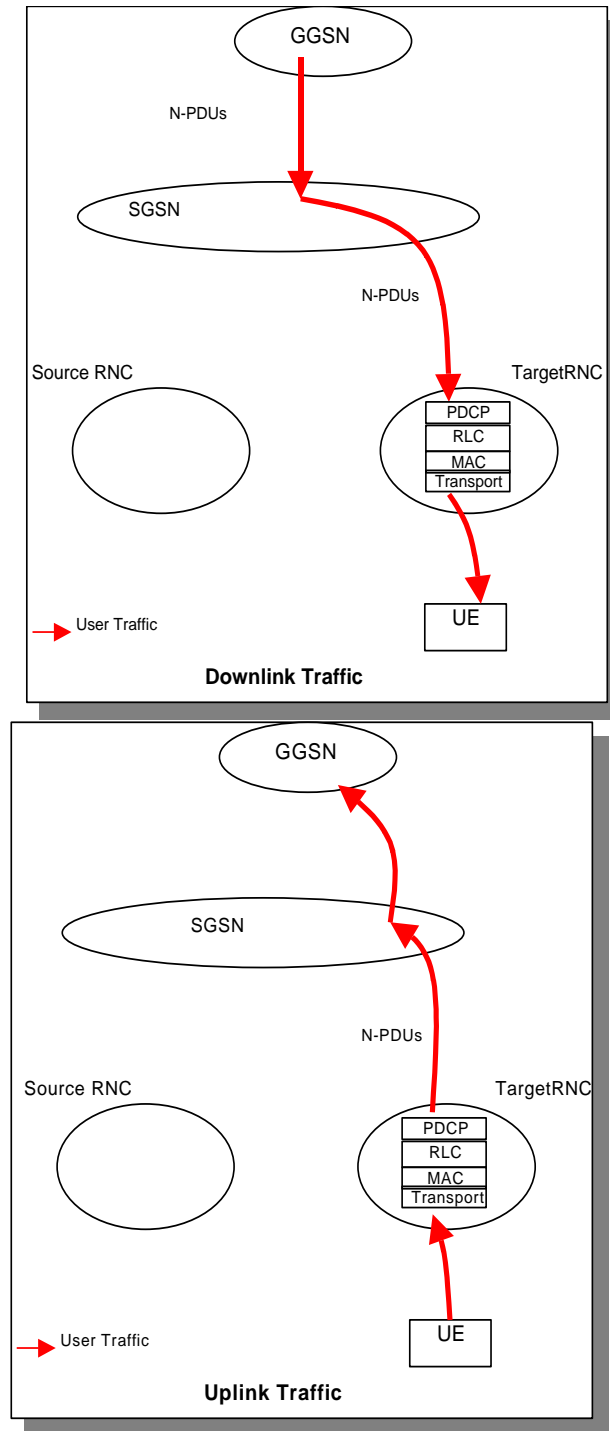 GGSN
N-PDUs
SGSN
N-PDUs
Source RNC
TargetRNC
PDCP
RLC
MAC
Transport
UE
User Traffic
Downlink Traffic
GGSN
SGSN
N-PDUs
Source RNC
TargetRNC
PDCP
RLC
MAC
Transport
UE
User Traffic
Uplink Traffic